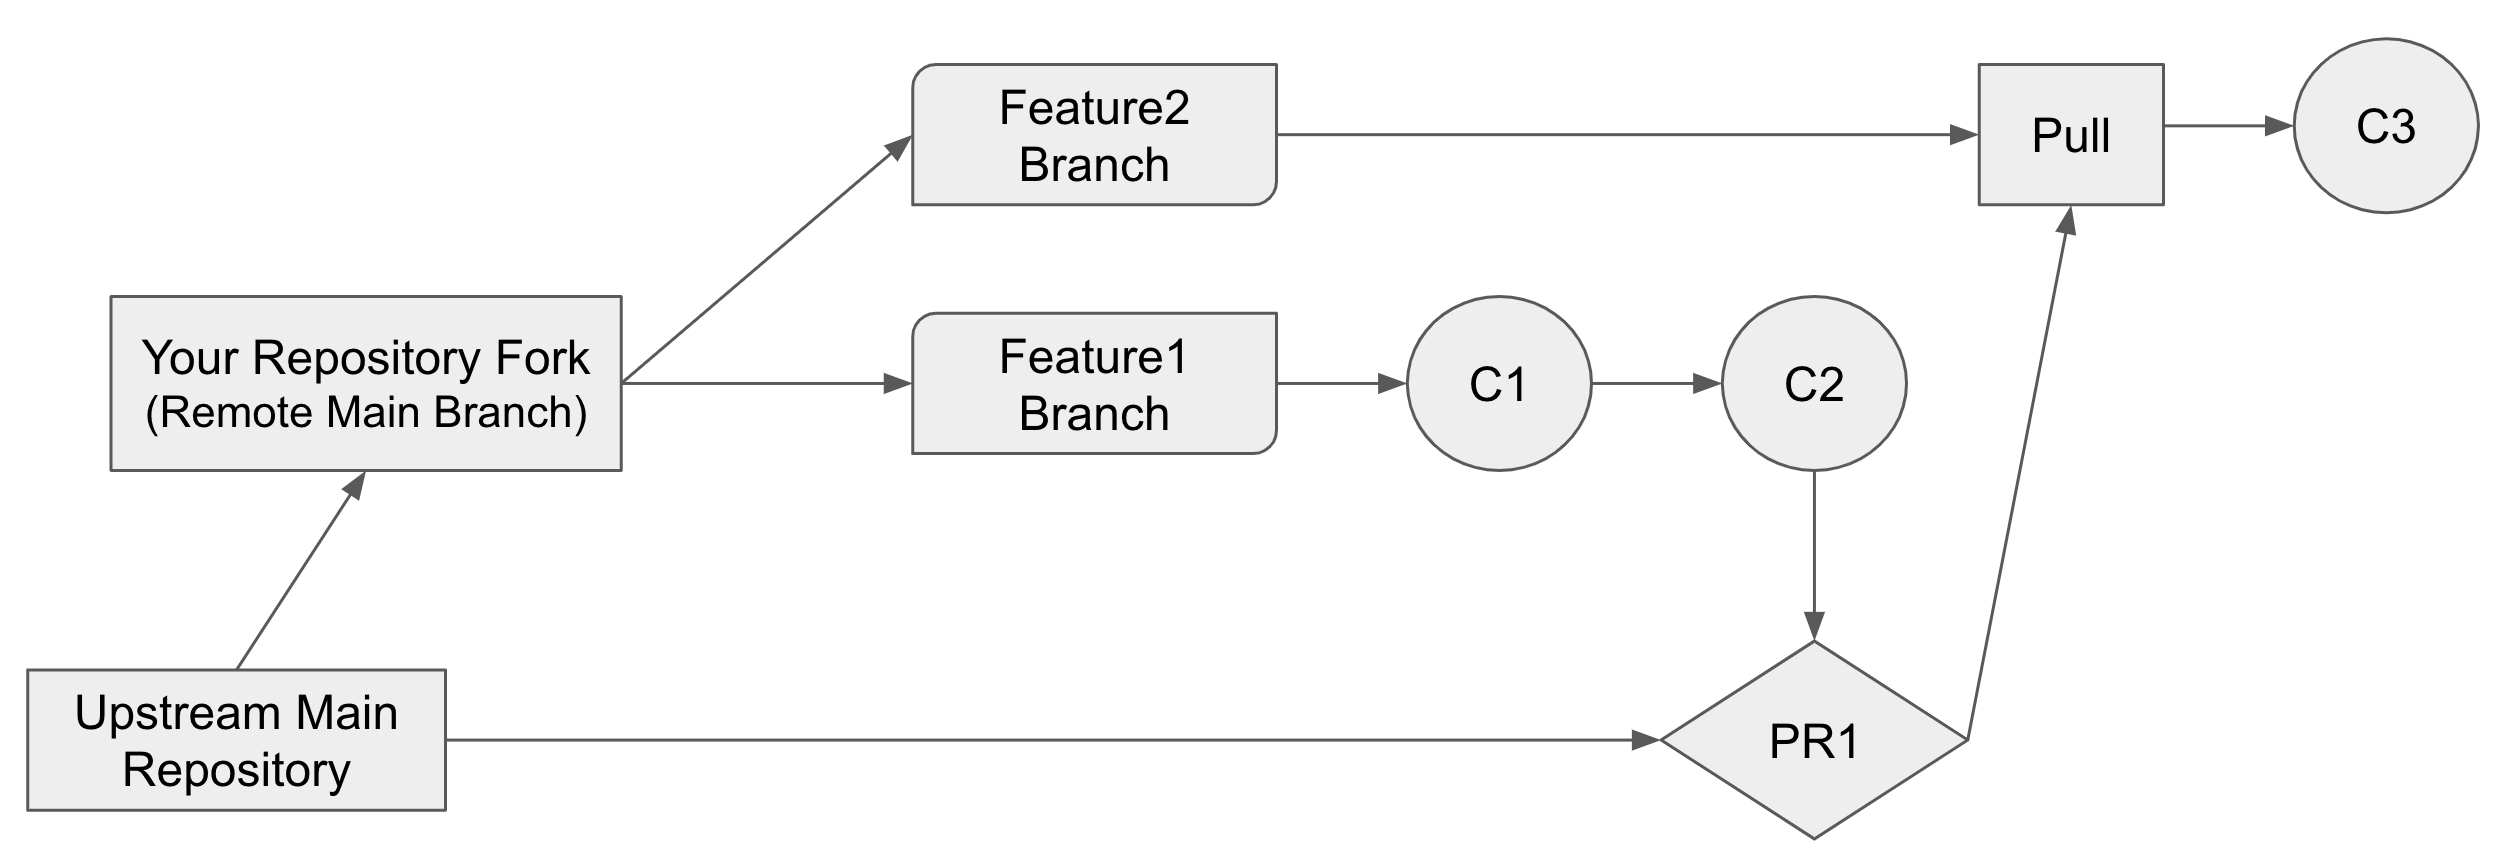 Feature2
Branch
Pull
C3
Your Repository Fork
(Remote Main Branch)
Feature1
Branch
C1
C2
Upstream Main
Repository
PR1